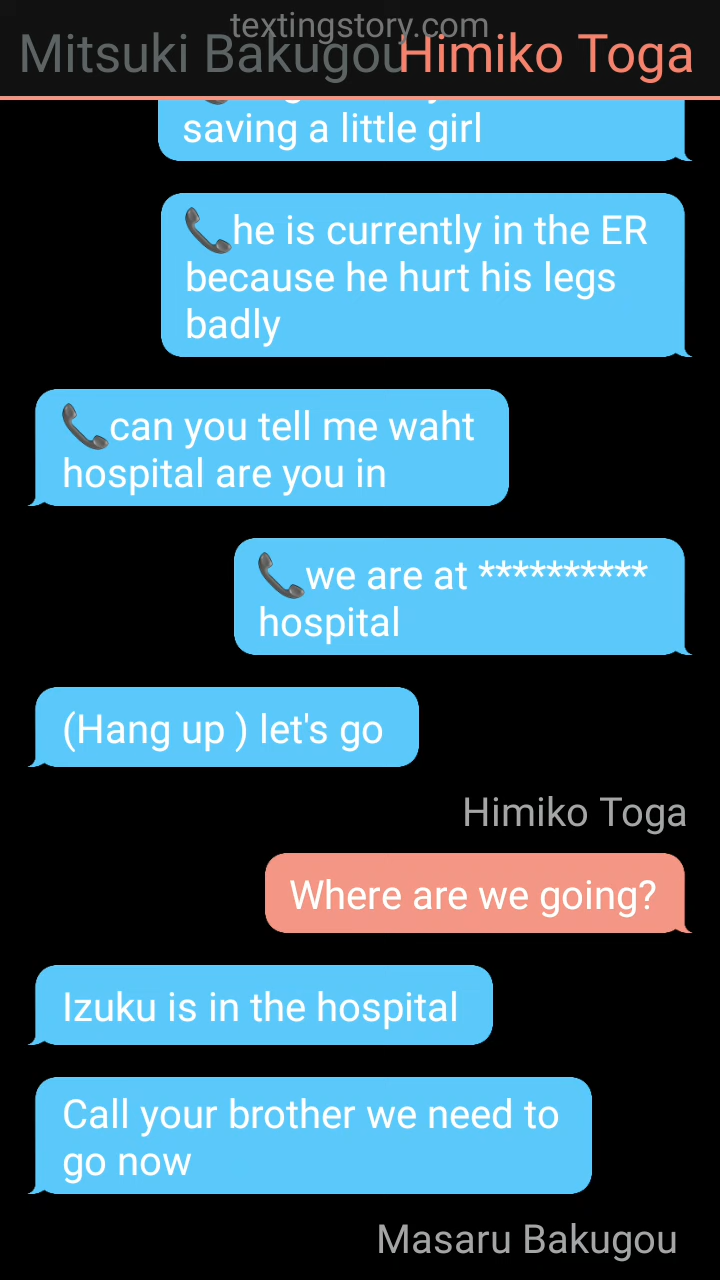 textingstory.com
Mitsuki Bakugou Himiko Toga
saving a little girl
📞he is currently in the ER
because he hurt his legs
badly
📞can you tell me waht
hospital are you in
📞we are at **********
hospital
(Hang up ) let's go
Himiko Toga
Where are we going?
Izuku is in the hospital
Call your brother we need to
go now
Masaru Bakugou